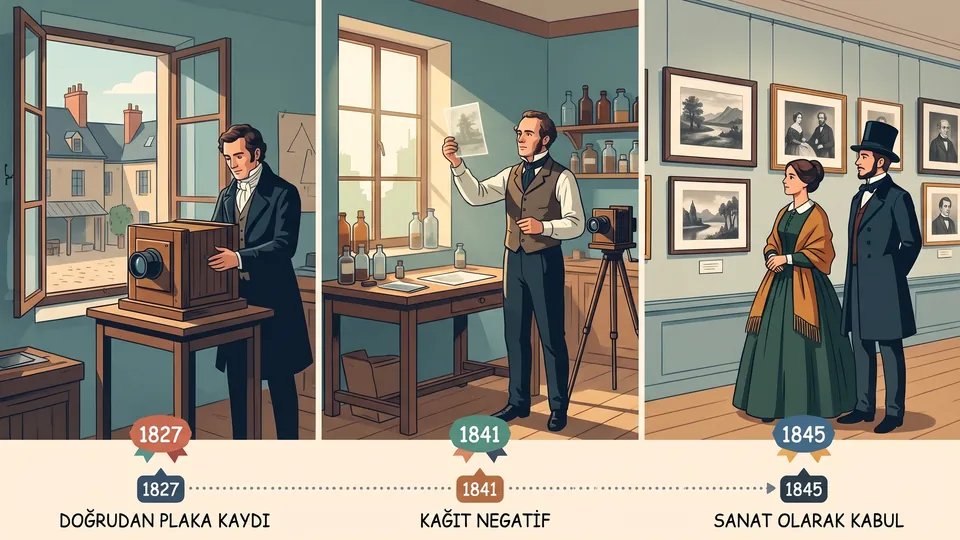 1827
1841
1845
1827
1841
1845
DOĞRUDAN PLAKA KAYDI
KAĞIT NEGATİF
SANAT OLARAK KABUL